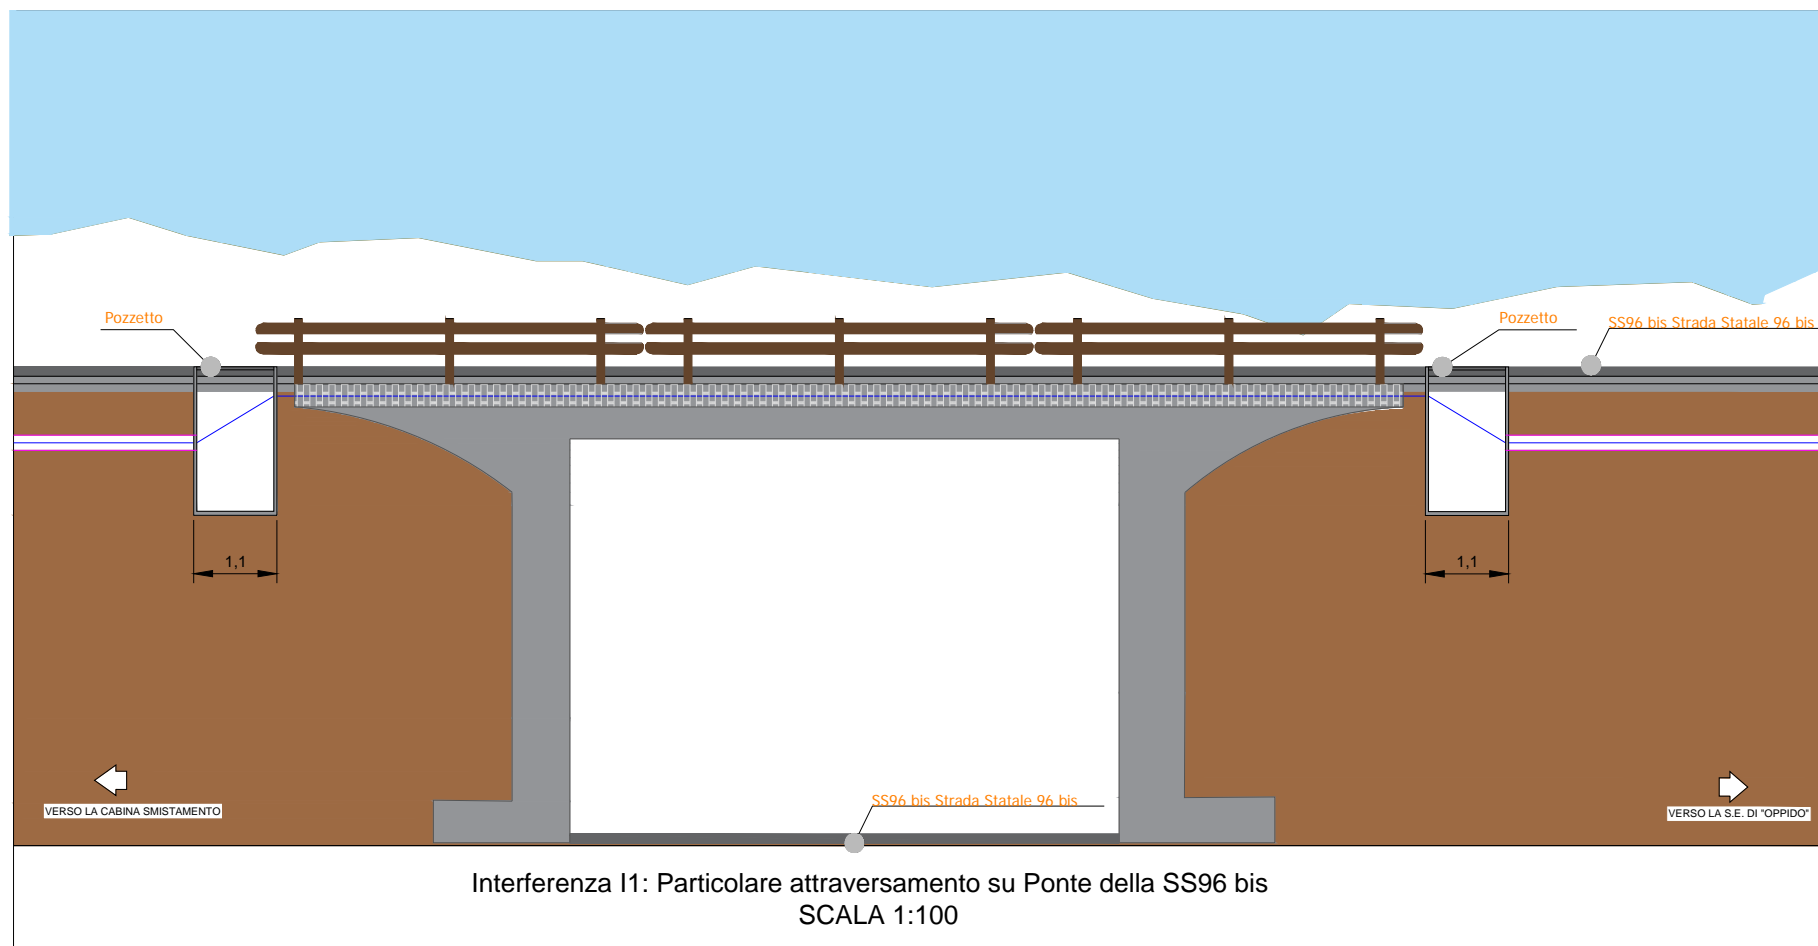 Pozzetto
Pozzetto
SS96 bis Strada Statale 96 bis
1,1
1,1
SS96 bis Strada Statale 96 bis
VERSO LA CABINA SMISTAMENTO
VERSO LA S.E. DI "OPPIDO"
Interferenza I1: Particolare attraversamento su Ponte della SS96 bis
SCALA 1:100